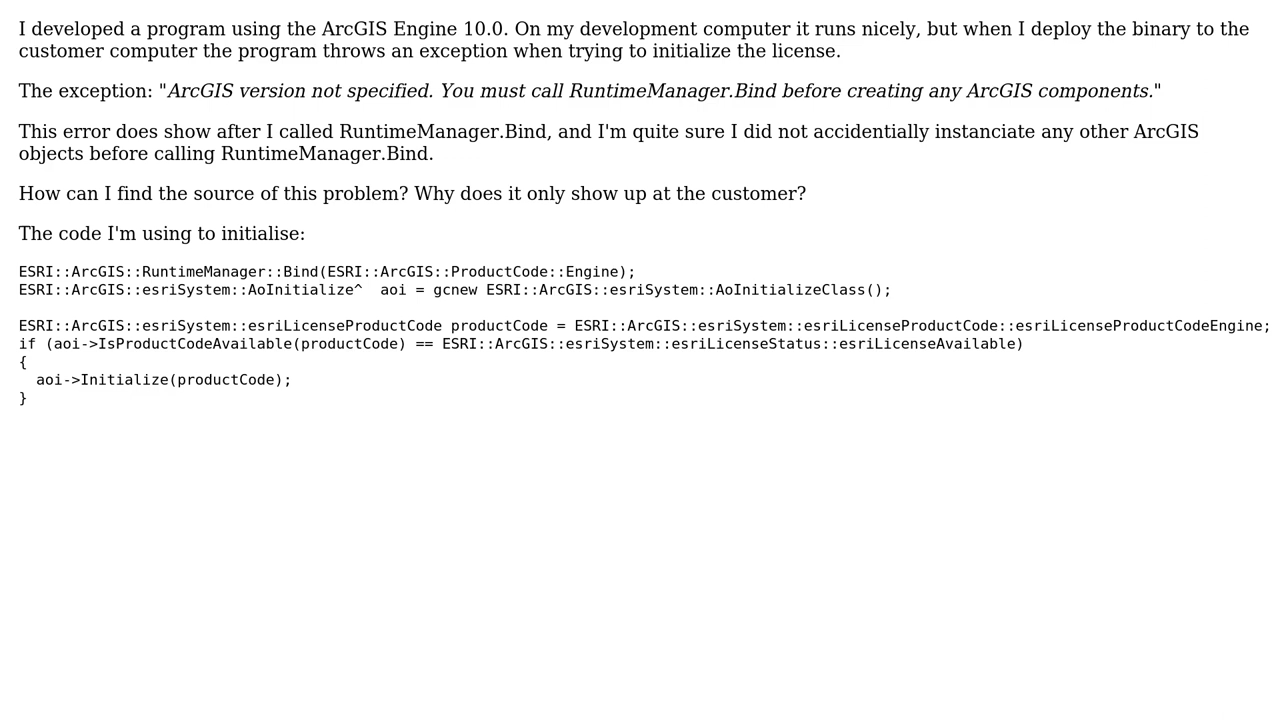 I developed a program using the ArcGIS Engine 10.0. On my development computer it runs nicely, but when I deploy the binary to the
customer computer the program throws an exception when trying to initialize the license.
The exception: "ArcGIS version not specified. You must call RuntimeManager.Bind before creating any ArcGIS components."
This error does show after I called RuntimeManager.Bind, and I'm quite sure I did not accidentially instanciate any other ArcGIS
objects before calling RuntimeManager.Bind.
How can I find the source of this problem? Why does it only show up at the customer?
The code I'm using to initialise:
ESRI::ArcGIS::RuntimeManager::Bind(ESRI::ArcGIS::ProductCode::Engine);
ESRI::ArcGIS::esriSystem::AoInitialize^  aoi = gcnew ESRI::ArcGIS::esriSystem::AoInitializeClass();
ESRI::ArcGIS::esriSystem::esriLicenseProductCode productCode = ESRI::ArcGIS::esriSystem::esriLicenseProductCode::esriLicenseProductCodeEngine;
if (aoi->IsProductCodeAvailable(productCode) == ESRI::ArcGIS::esriSystem::esriLicenseStatus::esriLicenseAvailable)
{
  aoi->Initialize(productCode);
}